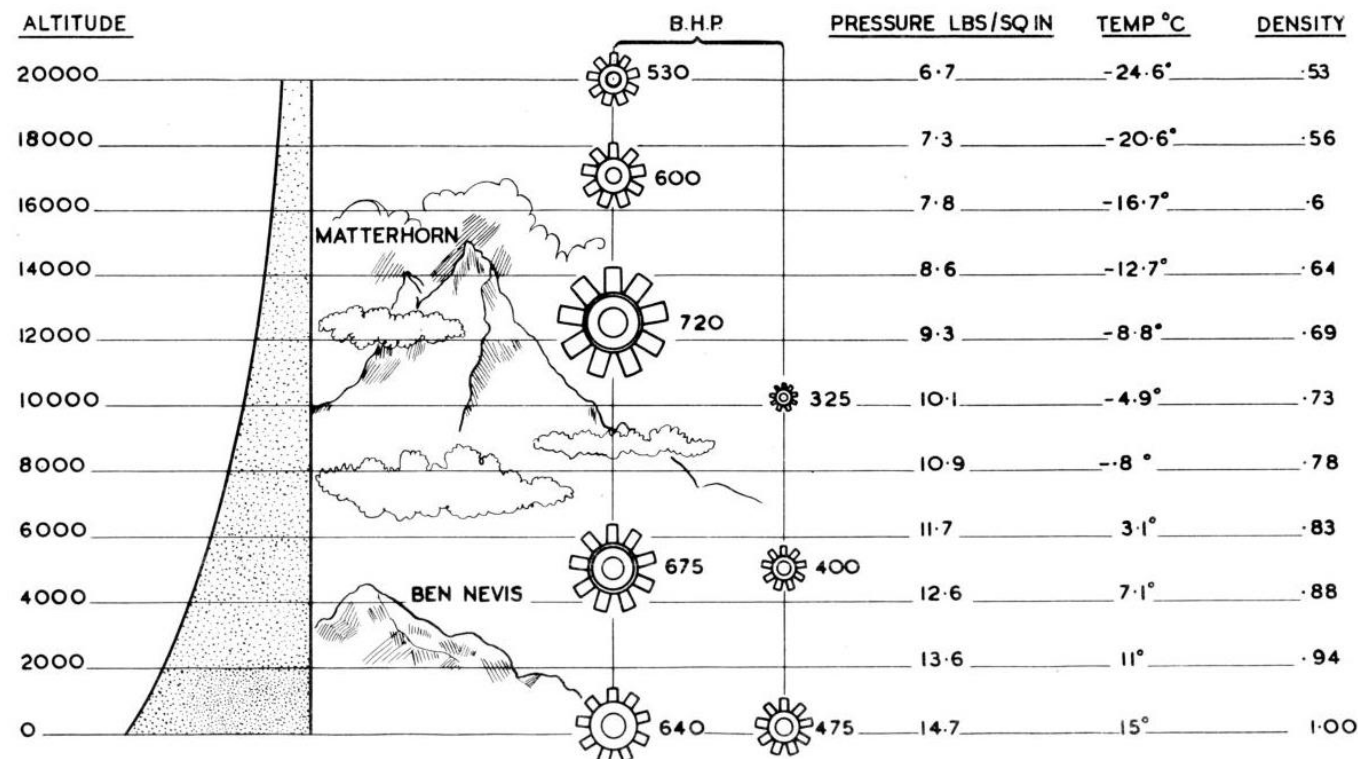 ALTITUDE B.H.P. PRESSURE LBS/SQ IN TEMP °C DENSITY
20000 530 6·7 -24·6° ·53
18000 7·3 -20·6° ·56
600
16000 7·8 -16·7° ·6
MATTERHORN
14000 8·6 -12·7° ·64
720
12000 9·3 -8·8° ·69
10000 325 10·1 -4·9° ·73
8000 10·9 -·8° ·78
6000 11·7 3·1° ·83
675 400
4000 BEN NEVIS 12·6 7·1° ·88
2000 13·6 11° ·94
0 640 475 14·7 15° 1·00